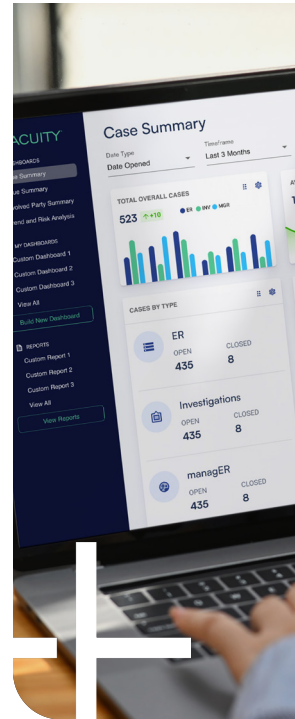 ACUITY
DASHBOARDS
Summary
Summary
Involved Party Summary
Trend and Risk Analysis
MY DASHBOARDS
Custom Dashboard 1
Custom Dashboard 2
Custom Dashboard 3
View All
Build New Dashboard
REPORTS
Custom Report 1
Custom Report 2
Custom Report 3
View All
View Reports
Case Summary
Date Type
Date Opened
Timeframe
Last 3 Months
TOTAL OVERALL CASES
523 +10
ER INV MGR
CASES BY TYPE
ER
OPEN CLOSED
435 8
Investigations
OPEN CLOSED
435 8
managER
OPEN CLOSED
435 8